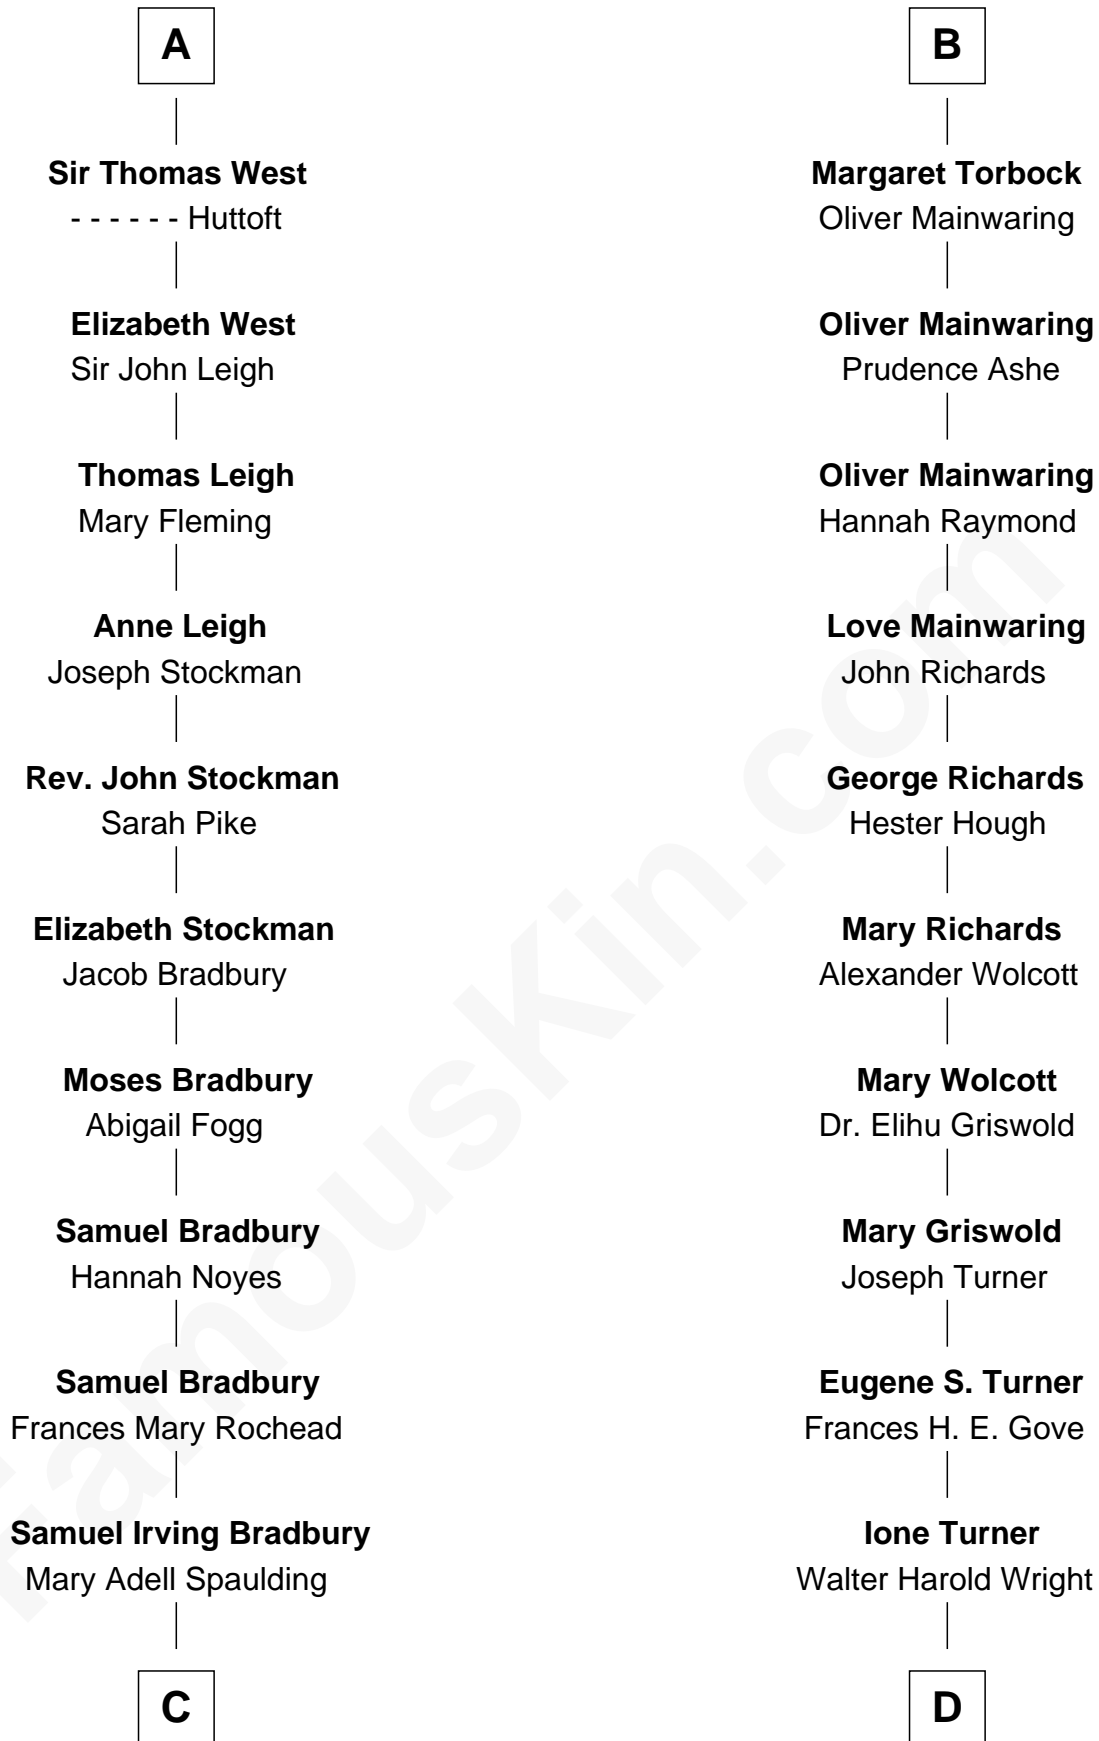 A
Sir Thomas West
- - - - - - Huttoft
Elizabeth West
Sir John Leigh
Thomas Leigh
Mary Fleming
Anne Leigh
Joseph Stockman
Rev. John Stockman
Sarah Pike
Elizabeth Stockman
Jacob Bradbury
Moses Bradbury
Abigail Fogg
Samuel Bradbury
Hannah Noyes
Samuel Bradbury
Frances Mary Rochead
Samuel Irving Bradbury
Mary Adell Spaulding
C
B
Margaret Torbock
Oliver Mainwaring
Oliver Mainwaring
Prudence Ashe
Oliver Mainwaring
Hannah Raymond
Love Mainwaring
John Richards
George Richards
Hester Hough
Mary Richards
Alexander Wolcott
Mary Wolcott
Dr. Elihu Griswold
Mary Griswold
Joseph Turner
Eugene S. Turner
Frances H. E. Gove
Ione Turner
Walter Harold Wright
D
FamousKin.com